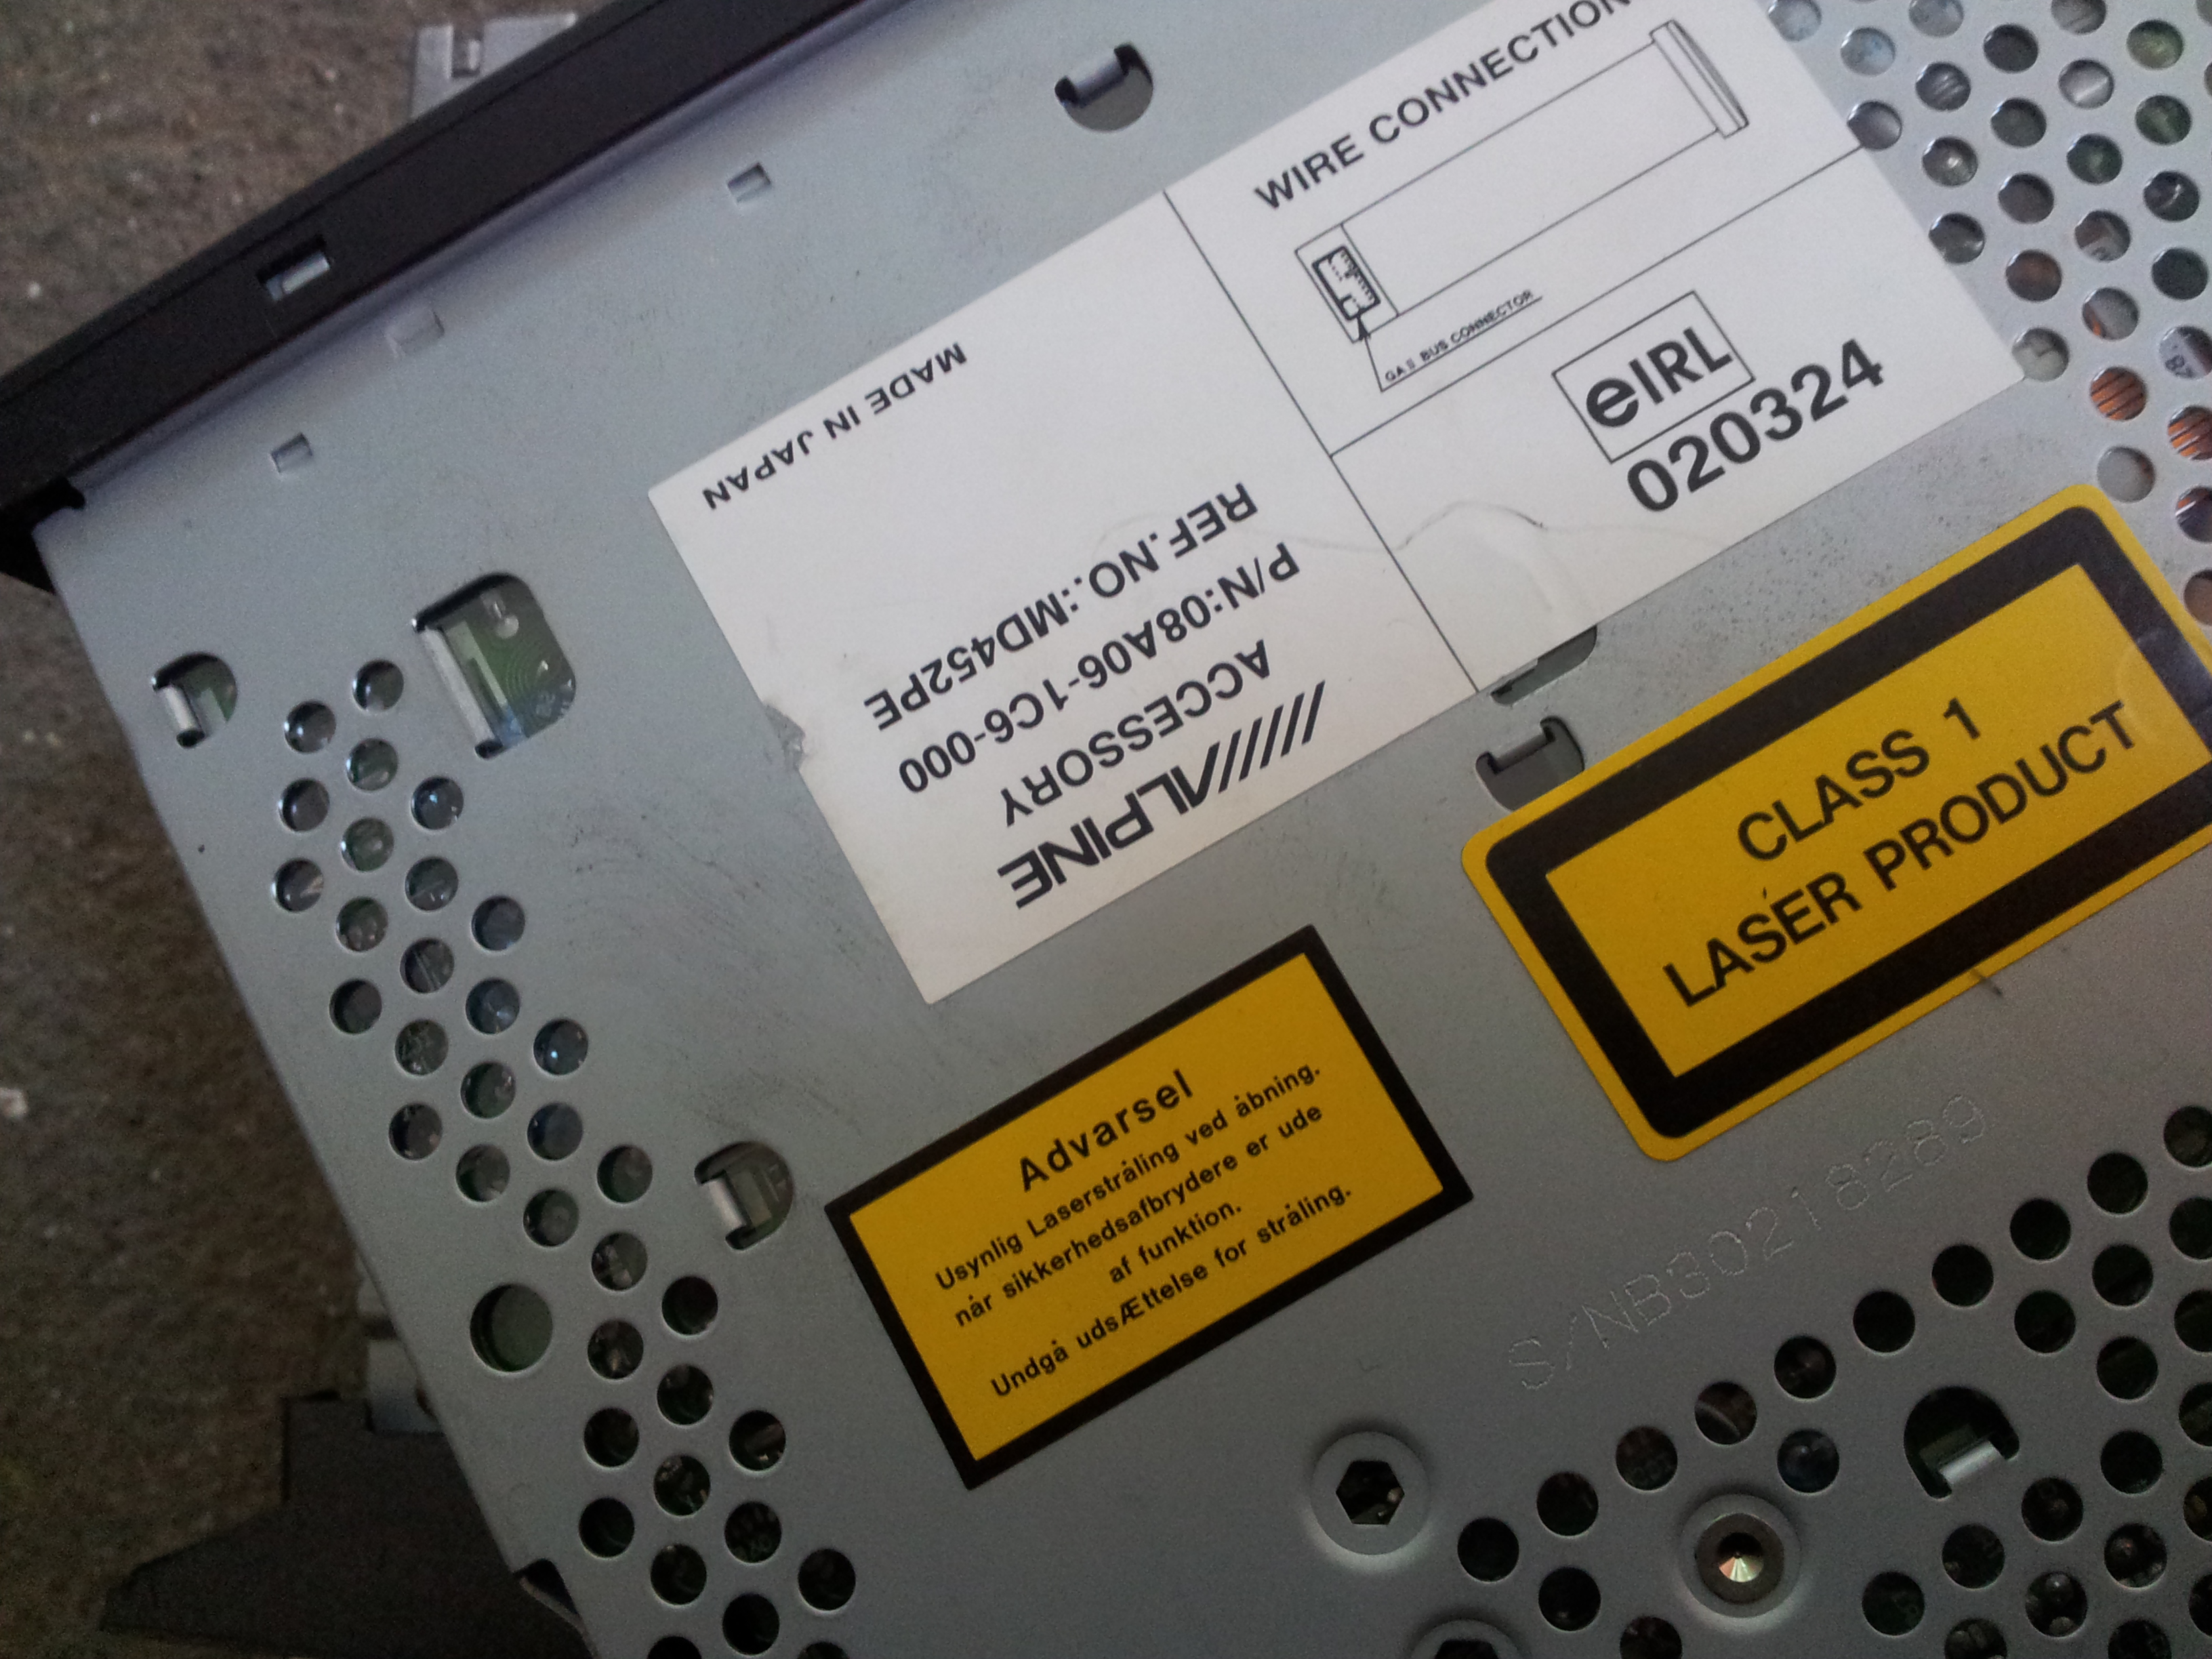 WIRE CONNECTION
eIRL
020324
ALPINE
ACCESSORY
P/N:08A06-1C6-000
REF.NO.:MD452PE
MADE IN JAPAN
CLASS 1
LASER PRODUCT
Advarsel
Usynlig Laserstråling ved åbning.
når sikkerhedsafbrydere er ude
af funktion.
Undgå udsÆttelse for stråling.
S/NB30218289
BUS CONNECTOR